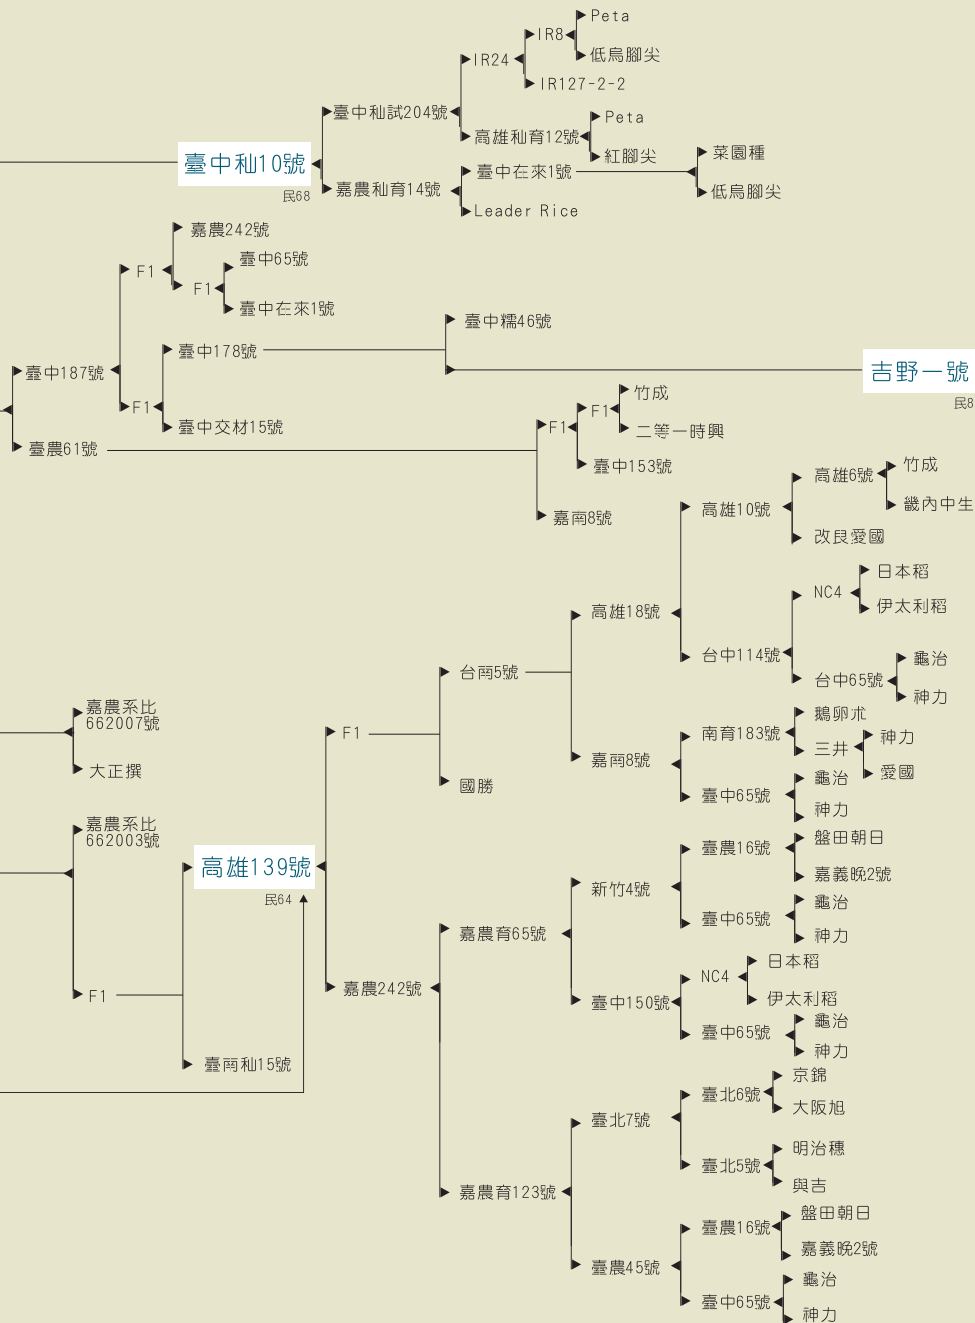 Peta
IR8
低烏腳尖
IR24
IR127-2-2
臺中秈試204號
Peta
高雄秈育12號
紅腳尖
臺中秈10號
民68
菜園種
臺中在來1號
低烏腳尖
嘉農秈育14號
Leader Rice
嘉農242號
F1
臺中65號
F1
臺中在來1號
臺中糯46號
臺中178號
吉野一號
民8
臺中187號
F1
臺中交材15號
臺農61號
竹成
F1
F1
二等一時興
臺中153號
嘉南8號
竹成
高雄6號
畿內中生
高雄10號
改良愛國
日本稻
NC4
伊太利稻
高雄18號
台中114號
龜治
台中65號
神力
台南5號
鵝卵朮
南育183號
三井
神力
愛國
嘉南8號
龜治
臺中65號
神力
F1
國勝
嘉農系比
662007號
大正撰
嘉農系比
662003號
高雄139號
民64
F1
臺南秈15號
盤田朝日
臺農16號
嘉義晚2號
新竹4號
龜治
臺中65號
神力
嘉農育65號
日本稻
NC4
伊太利稻
臺中150號
龜治
臺中65號
神力
嘉農242號
京錦
臺北6號
大阪旭
臺北7號
明治穗
臺北5號
與吉
嘉農育123號
盤田朝日
臺農16號
嘉義晚2號
臺農45號
龜治
臺中65號
神力